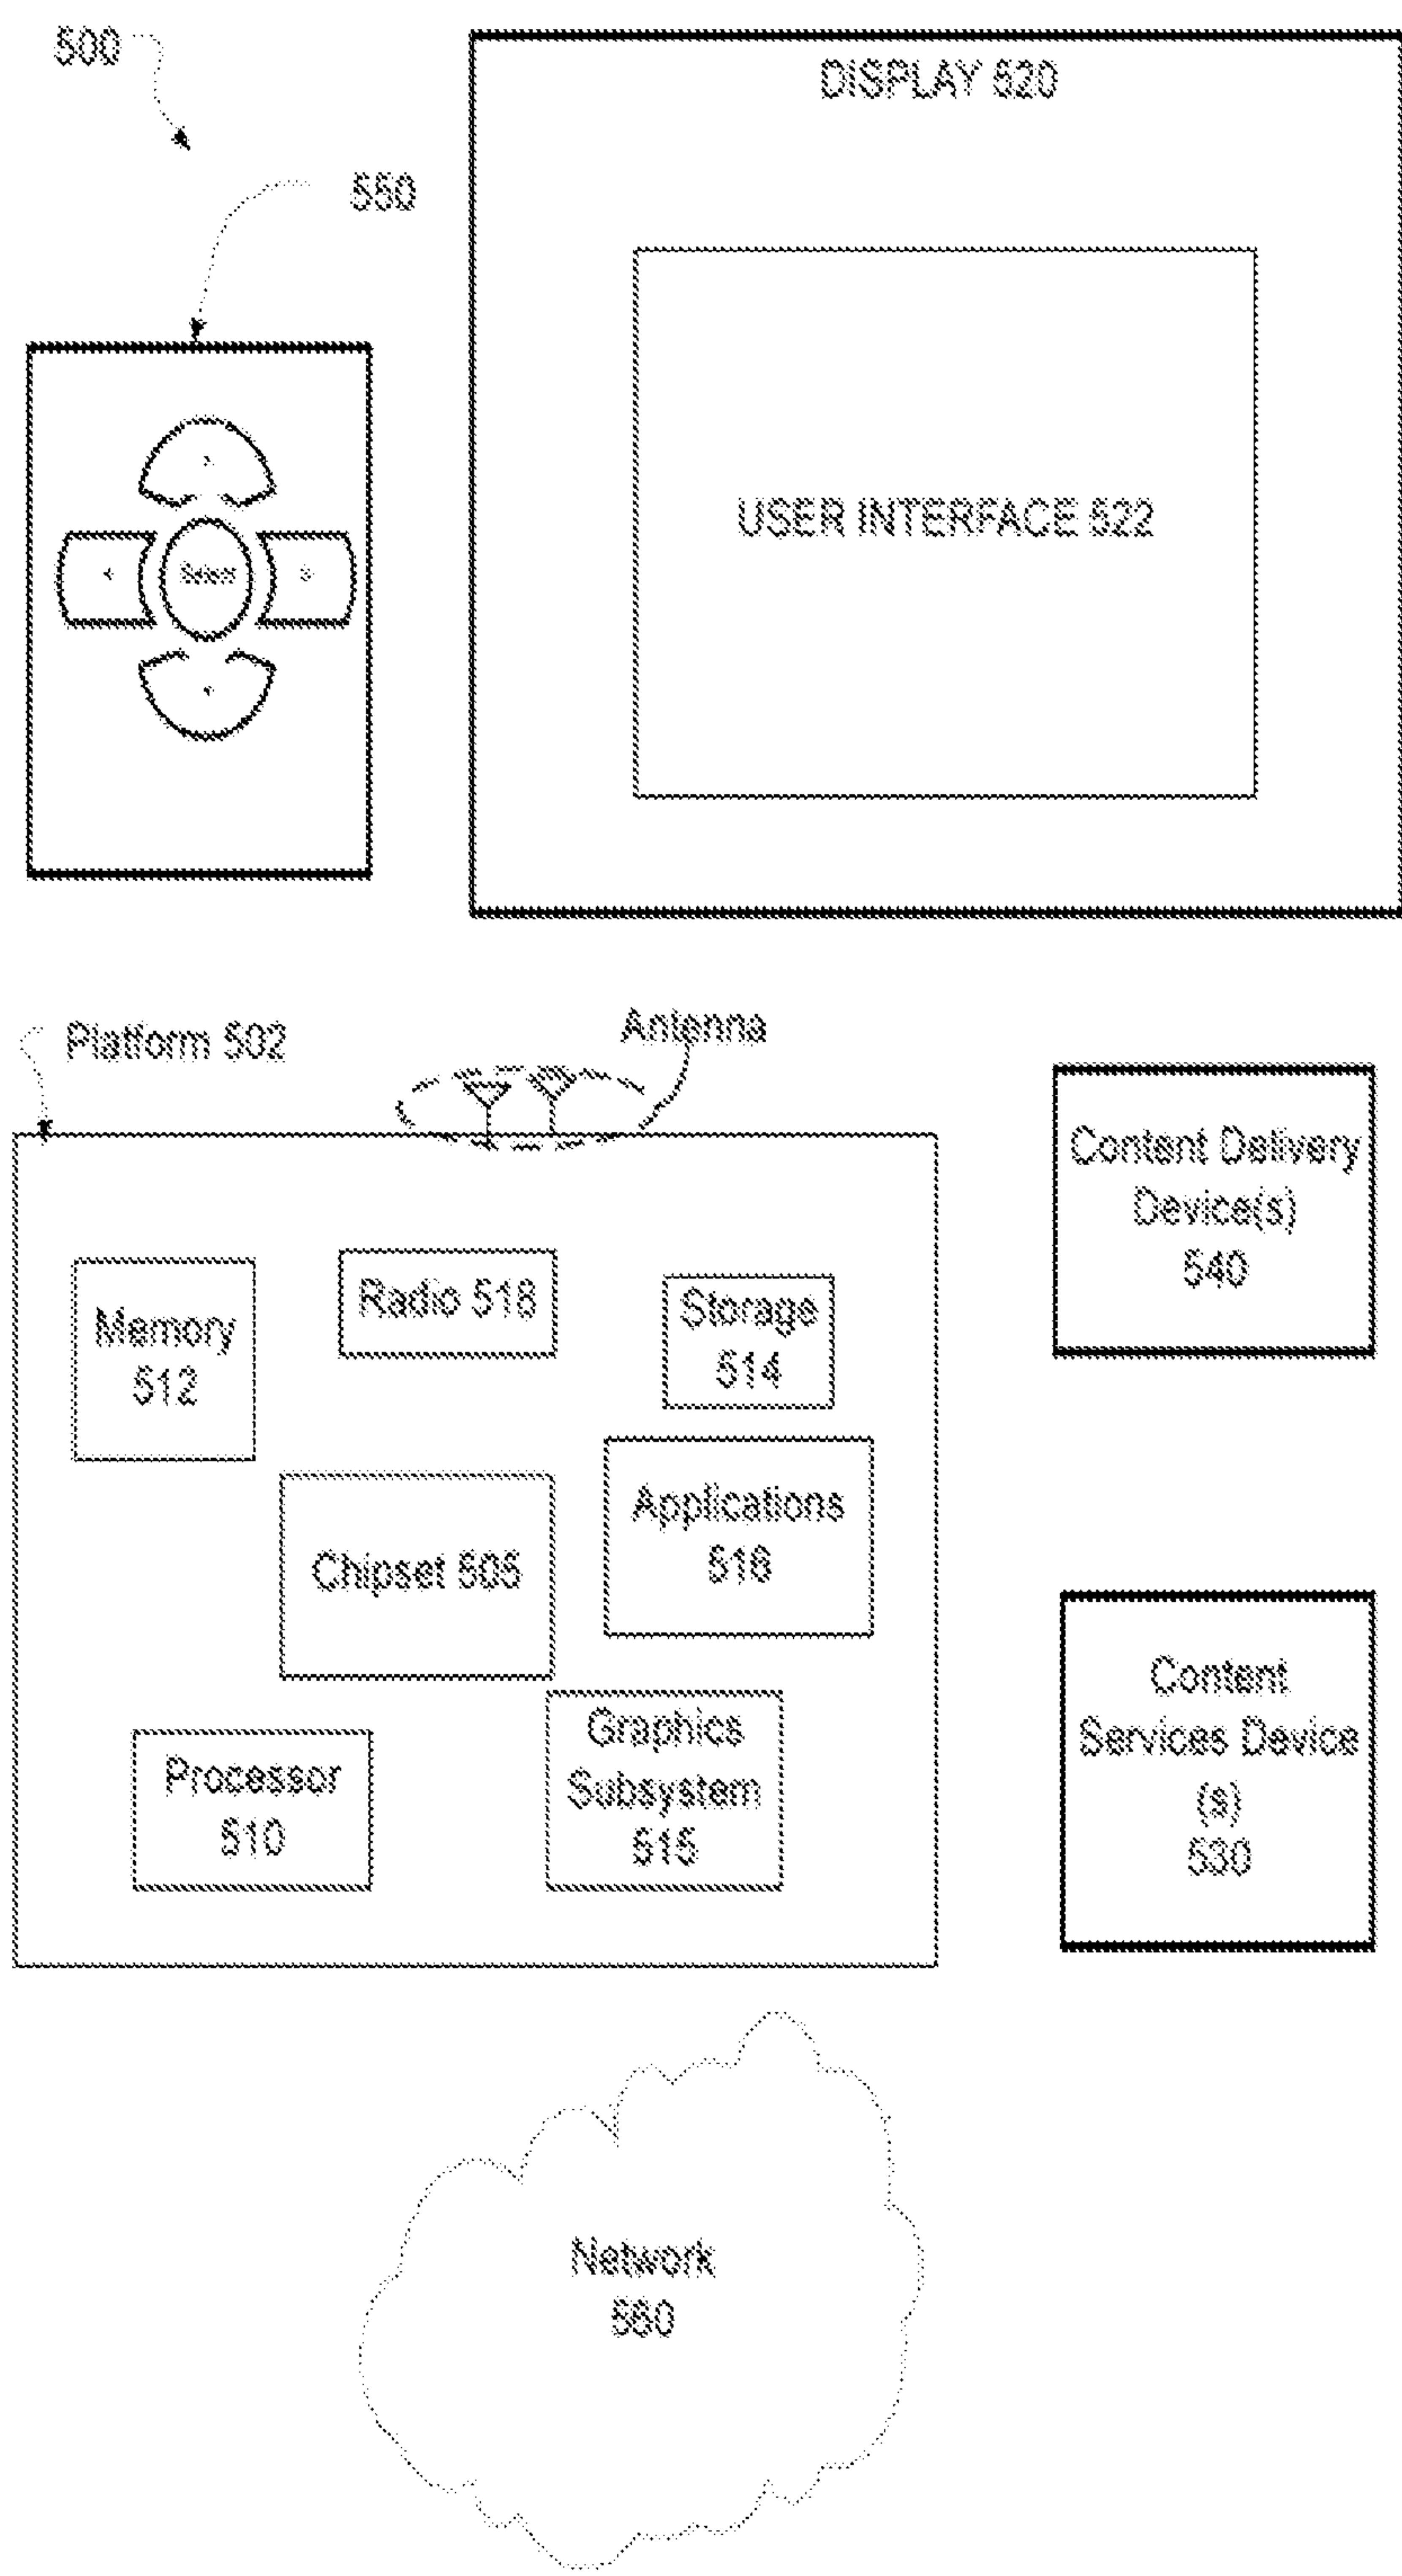 500
DISPLAY 520
550
USER INTERFACE 522
Select
Platform 502
Antenna
Content Delivery
Device(s)
540
Memory
512
Radio 518
Storage
514
Chipset 505
Applications
516
Content
Services Device
(s)
530
Processor
510
Graphics
Subsystem
515
Network
560